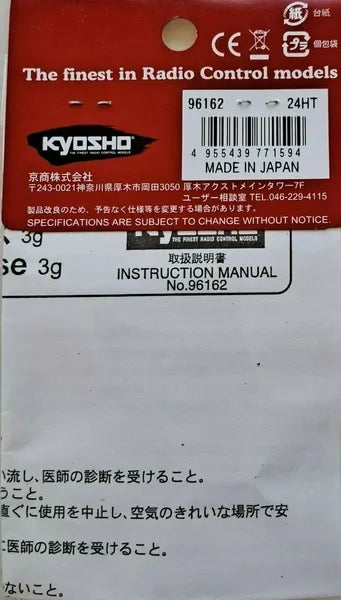 紙 台紙
プラ 個包袋
The finest in Radio Control models
96162 24HT
4 955439 771594
MADE IN JAPAN
KYOSHO
THE FINEST RADIO CONTROL MODELS
京商株式会社
〒243-0021神奈川県厚木市岡田3050 厚木アクストメインタワー7F
ユーザー相談室 TEL.046-229-4115
製品改良のため、予告なく仕様等を変更する場合があります。
SPECIFICATIONS ARE SUBJECT TO CHANGE WITHOUT NOTICE.
3g
THE FINEST RADIO CONTROL MODELS
se 3g
取扱説明書
INSTRUCTION MANUAL
No.96162
い流し、医師の診断を受けること。
うこと。
直ぐに使用を中止し、空気のきれいな場所で安
に医師の診断を受けること。
ないこと。